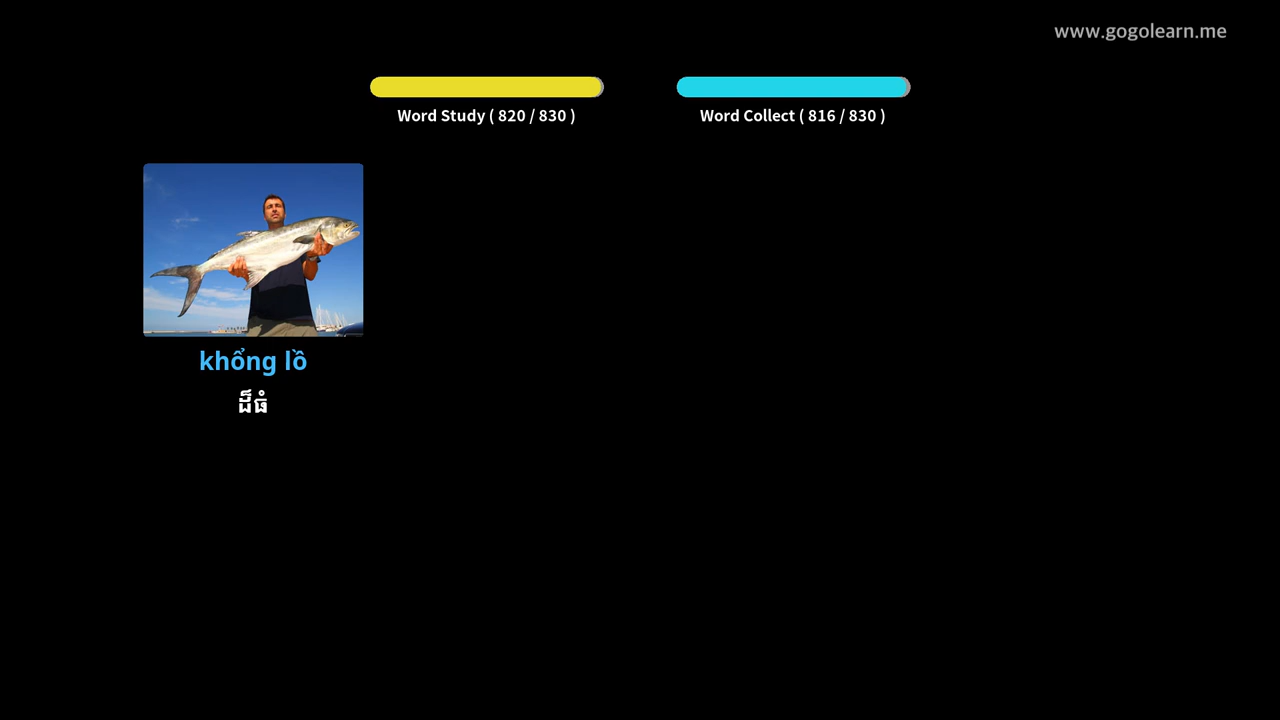 www.gogolearn.me
Word Study ( 820 / 830 )
Word Collect ( 816 / 830 )
khổng lồ
ដ៏ធំ